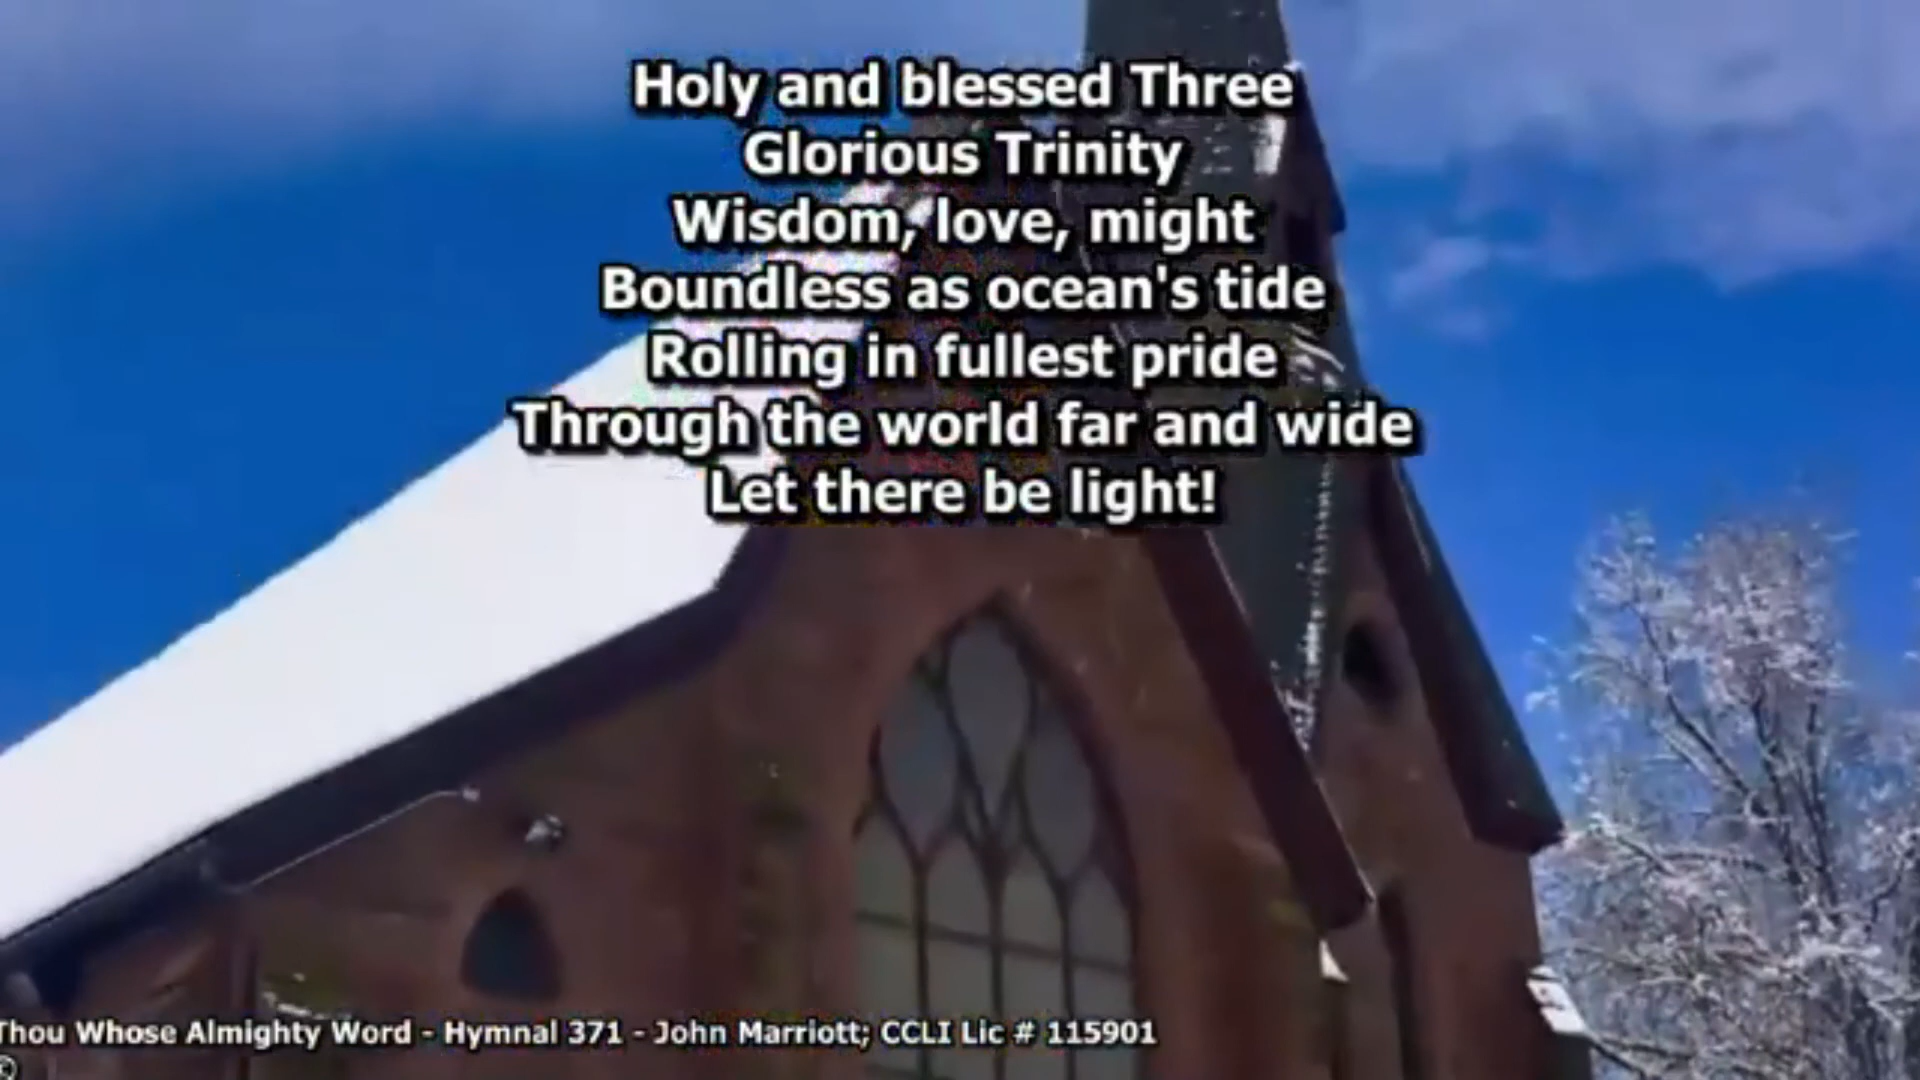 Holy and blessed Three
Glorious Trinity
Wisdom, love, might
Boundless as ocean's tide
Rolling in fullest pride
Through the world far and wide
Let there be light!
Thou Whose Almighty Word - Hymnal 371 - John Marriott; CCLI Lic # 115901
©